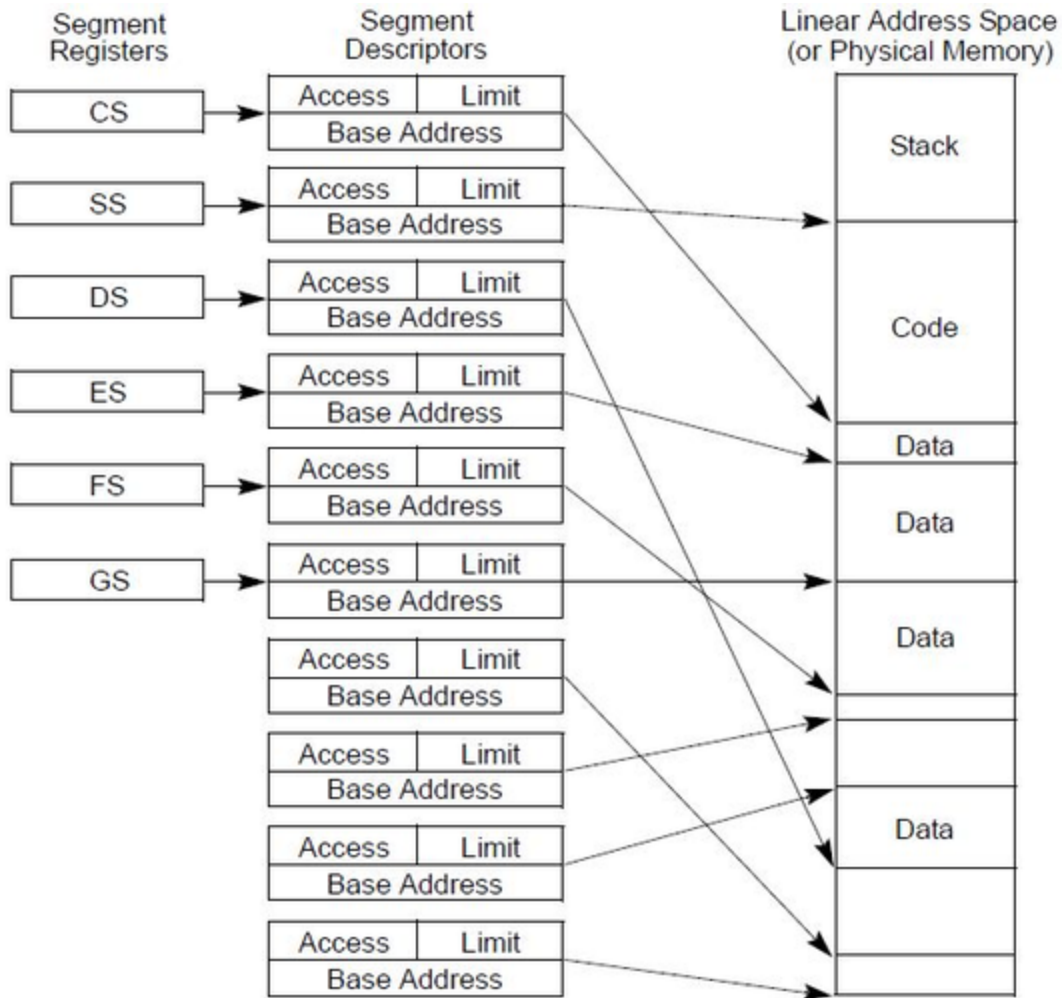 Segment
Registers
Segment
Descriptors
Linear Address Space
(or Physical Memory)
CS
Access Limit
Base Address
Stack
SS
Access Limit
Base Address
DS
Access Limit
Base Address
Code
ES
Access Limit
Base Address
Data
FS
Access Limit
Base Address
Data
GS
Access Limit
Base Address
Data
Access Limit
Base Address
Access Limit
Base Address
Access Limit
Base Address
Data
Access Limit
Base Address